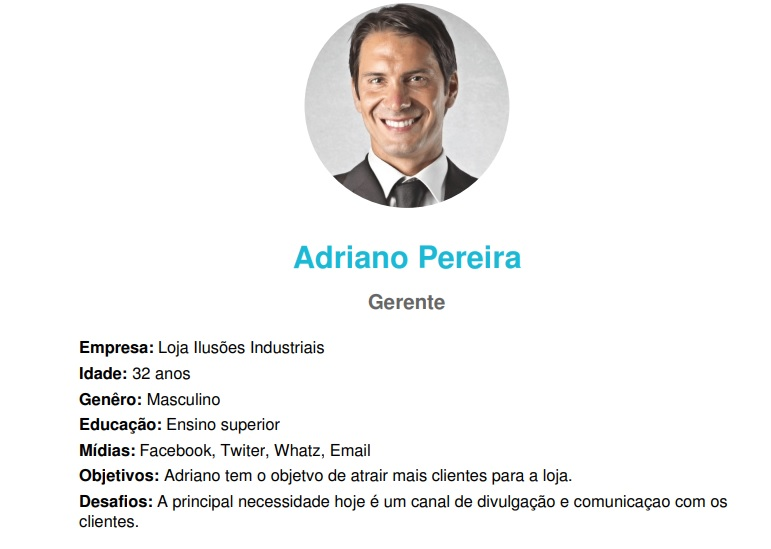 Adriano Pereira
Gerente
Empresa: Loja Ilusões Industriais
Idade: 32 anos
Genêro: Masculino
Educação: Ensino superior
Mídias: Facebook, Twiter, Whatz, Email
Objetivos: Adriano tem o objetvo de atrair mais clientes para a loja.
Desafios: A principal necessidade hoje é um canal de divulgação e comunicaçao com os
clientes.